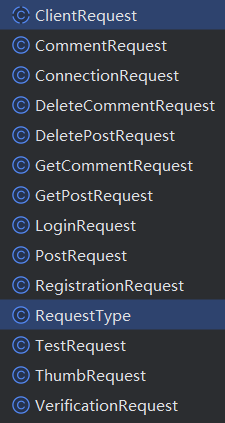 ClientRequest
CommentRequest
ConnectionRequest
DeleteCommentRequest
DeletePostRequest
GetCommentRequest
GetPostRequest
LoginRequest
PostRequest
RegistrationRequest
RequestType
TestRequest
ThumbRequest
VerificationRequest